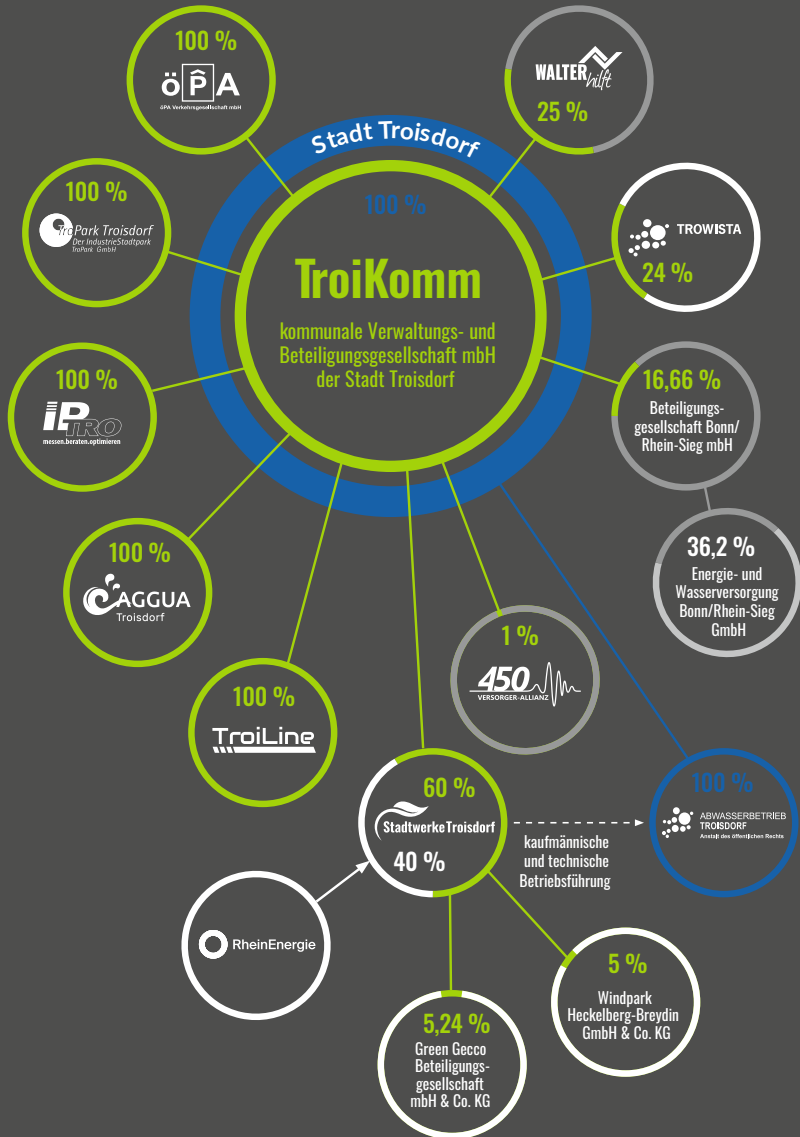 100 %
öPA
öPA Verkehrsgesellschaft mbH
WALTER
hilft
25 %
Stadt Troisdorf
100 %
TroPark Troisdorf
Der IndustrieStadtpark
TroPark GmbH
100 %
TroiKomm
kommunale Verwaltungs- und
Beteiligungsgesellschaft mbH
der Stadt Troisdorf
TROWISTA
24 %
100 %
iPTRO
messen.beraten.optimieren
16,66 %
Beteiligungs-
gesellschaft Bonn/
Rhein-Sieg mbH
36,2 %
Energie- und
Wasserversorgung
Bonn/Rhein-Sieg
GmbH
100 %
AGGUA
Troisdorf
100 %
TroiLine
1 %
450
VERSORGER-ALLIANZ
60 %
StadtwerkeTroisdorf
40 %
kaufmännische
und technische
Betriebsführung
100 %
ABWASSERBETRIEB
TROISDORF
Anstalt des öffentlichen Rechts
RheinEnergie
5 %
Windpark
Heckelberg-Breydin
GmbH & Co. KG
5,24 %
Green Gecco
Beteiligungs-
gesellschaft
mbH & Co. KG